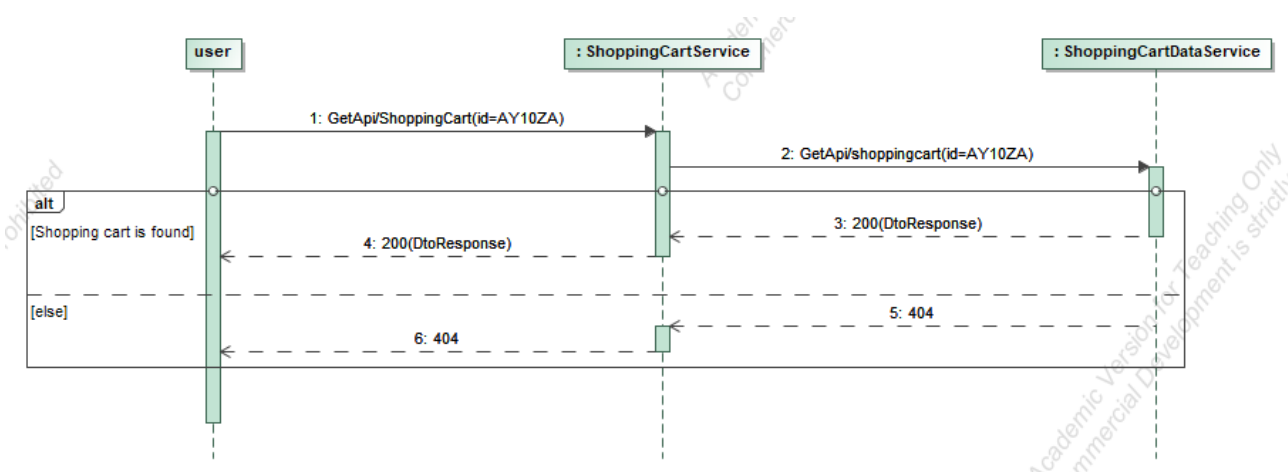 user
: ShoppingCartService
: ShoppingCartDataService
1: GetApi/ShoppingCart(id=AY10ZA)
2: GetApi/shoppingcart(id=AY10ZA)
alt
[Shopping cart is found]
3: 200(DtoResponse)
4: 200(DtoResponse)
[else]
5: 404
6: 404
Academic Version for Teaching Only
Commercial Development is strictly